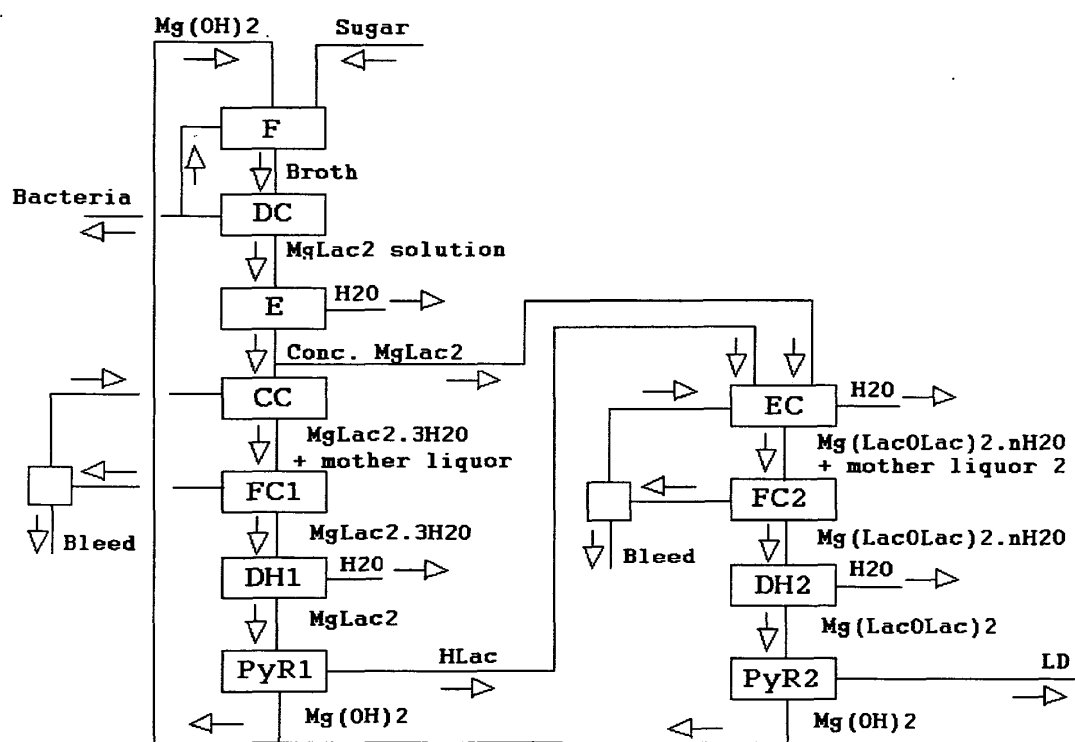 Mg(OH)2
Sugar
F
Broth
Bacteria
DC
MgLac2 solution
E
H2O
Conc. MgLac2
CC
MgLac2.3H2O
+ mother liquor
FC1
Bleed
MgLac2.3H2O
DH1
H2O
MgLac2
PyR1
HLac
Mg(OH)2
EC
H2O
Mg(LacOLac)2.nH2O
+ mother liquor 2
FC2
Bleed
Mg(LacOLac)2.nH2O
DH2
H2O
Mg(LacOLac)2
PyR2
LD
Mg(OH)2